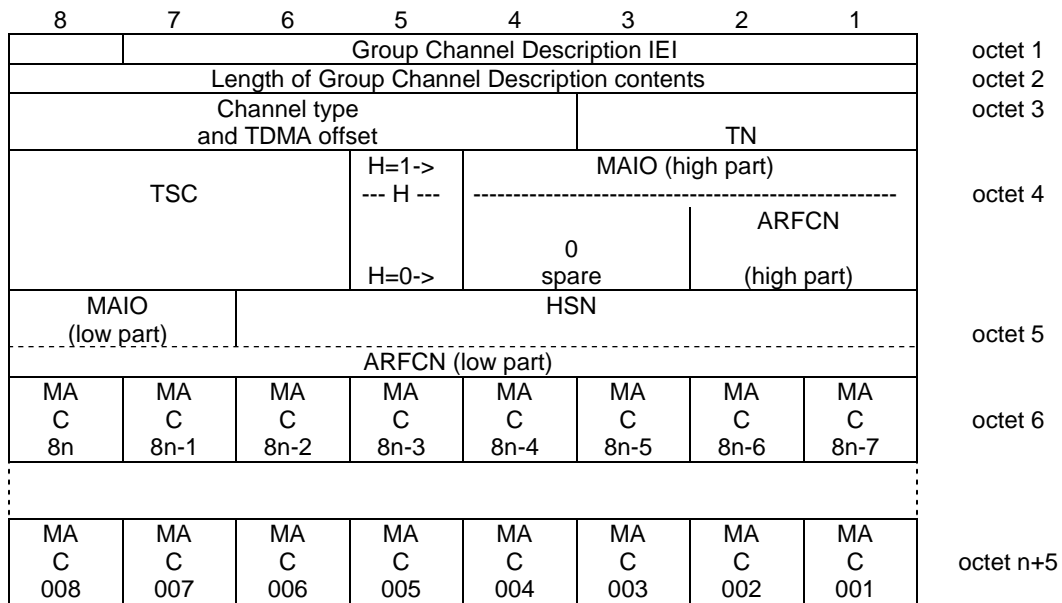 8 7 6 5 4 3 2 1
Group Channel Description IEI octet 1
Length of Group Channel Description contents octet 2
Channel type octet 3
and TDMA offset TN
H=1-> MAIO (high part)
TSC --- H --- ---------------------------------------------------- octet 4
ARFCN
0
H=0-> spare (high part)
MAIO HSN
(low part) octet 5
ARFCN (low part)
MA MA MA MA MA MA MA MA
C C C C C C C C octet 6
8n 8n-1 8n-2 8n-3 8n-4 8n-5 8n-6 8n-7
MA MA MA MA MA MA MA MA
C C C C C C C C octet n+5
008 007 006 005 004 003 002 001